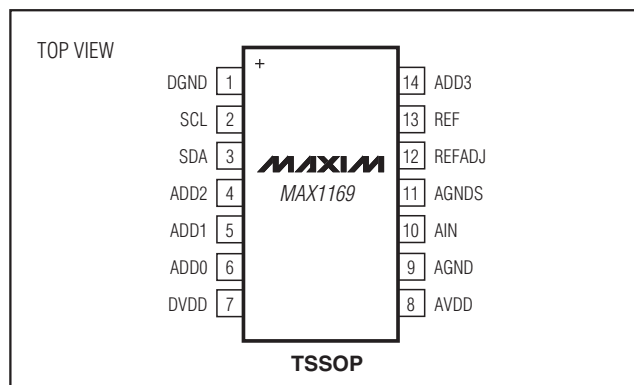 TOP VIEW
+
DGND 1
SCL 2
SDA 3
ADD2 4
ADD1 5
ADD0 6
DVDD 7
MAXIM
MAX1169
14 ADD3
13 REF
12 REFADJ
11 AGNDS
10 AIN
9 AGND
8 AVDD
TSSOP